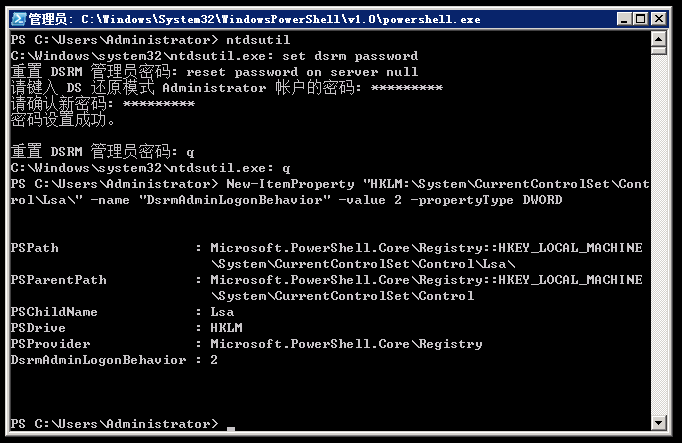 管理员: C:\Windows\System32\WindowsPowerShell\v1.0\powershell.exe
PS C:\Users\Administrator> ntdsutil
C:\Windows\system32\ntdsutil.exe: set dsrm password
重置 DSRM 管理员密码: reset password on server null
请键入 DS 还原模式 Administrator 帐户的密码: *********
请确认新密码: *********
密码设置成功。
重置 DSRM 管理员密码: q
C:\Windows\system32\ntdsutil.exe: q
PS C:\Users\Administrator> New-ItemProperty "HKLM:\System\CurrentControlSet\Cont
rol\Lsa\" -name "DsrmAdminLogonBehavior" -value 2 -propertyType DWORD
PSPath : Microsoft.PowerShell.Core\Registry::HKEY_LOCAL_MACHINE
\System\CurrentControlSet\Control\Lsa\
PSParentPath : Microsoft.PowerShell.Core\Registry::HKEY_LOCAL_MACHINE
\System\CurrentControlSet\Control
PSChildName : Lsa
PSDrive : HKLM
PSProvider : Microsoft.PowerShell.Core\Registry
DsrmAdminLogonBehavior : 2
PS C:\Users\Administrator> _